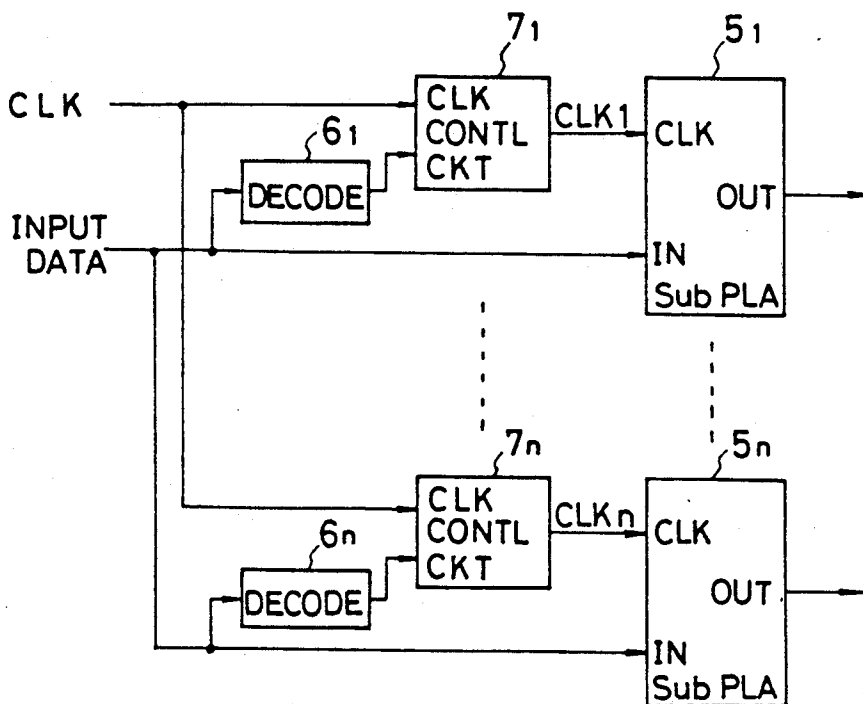 7₁
5₁
CLK
CLK
CONTL
CKT
CLK1
CLK
6₁
DECODE
OUT
INPUT
DATA
IN
Sub PLA
7n
5n
CLK
CONTL
CKT
CLKn
CLK
6n
DECODE
OUT
IN
Sub PLA